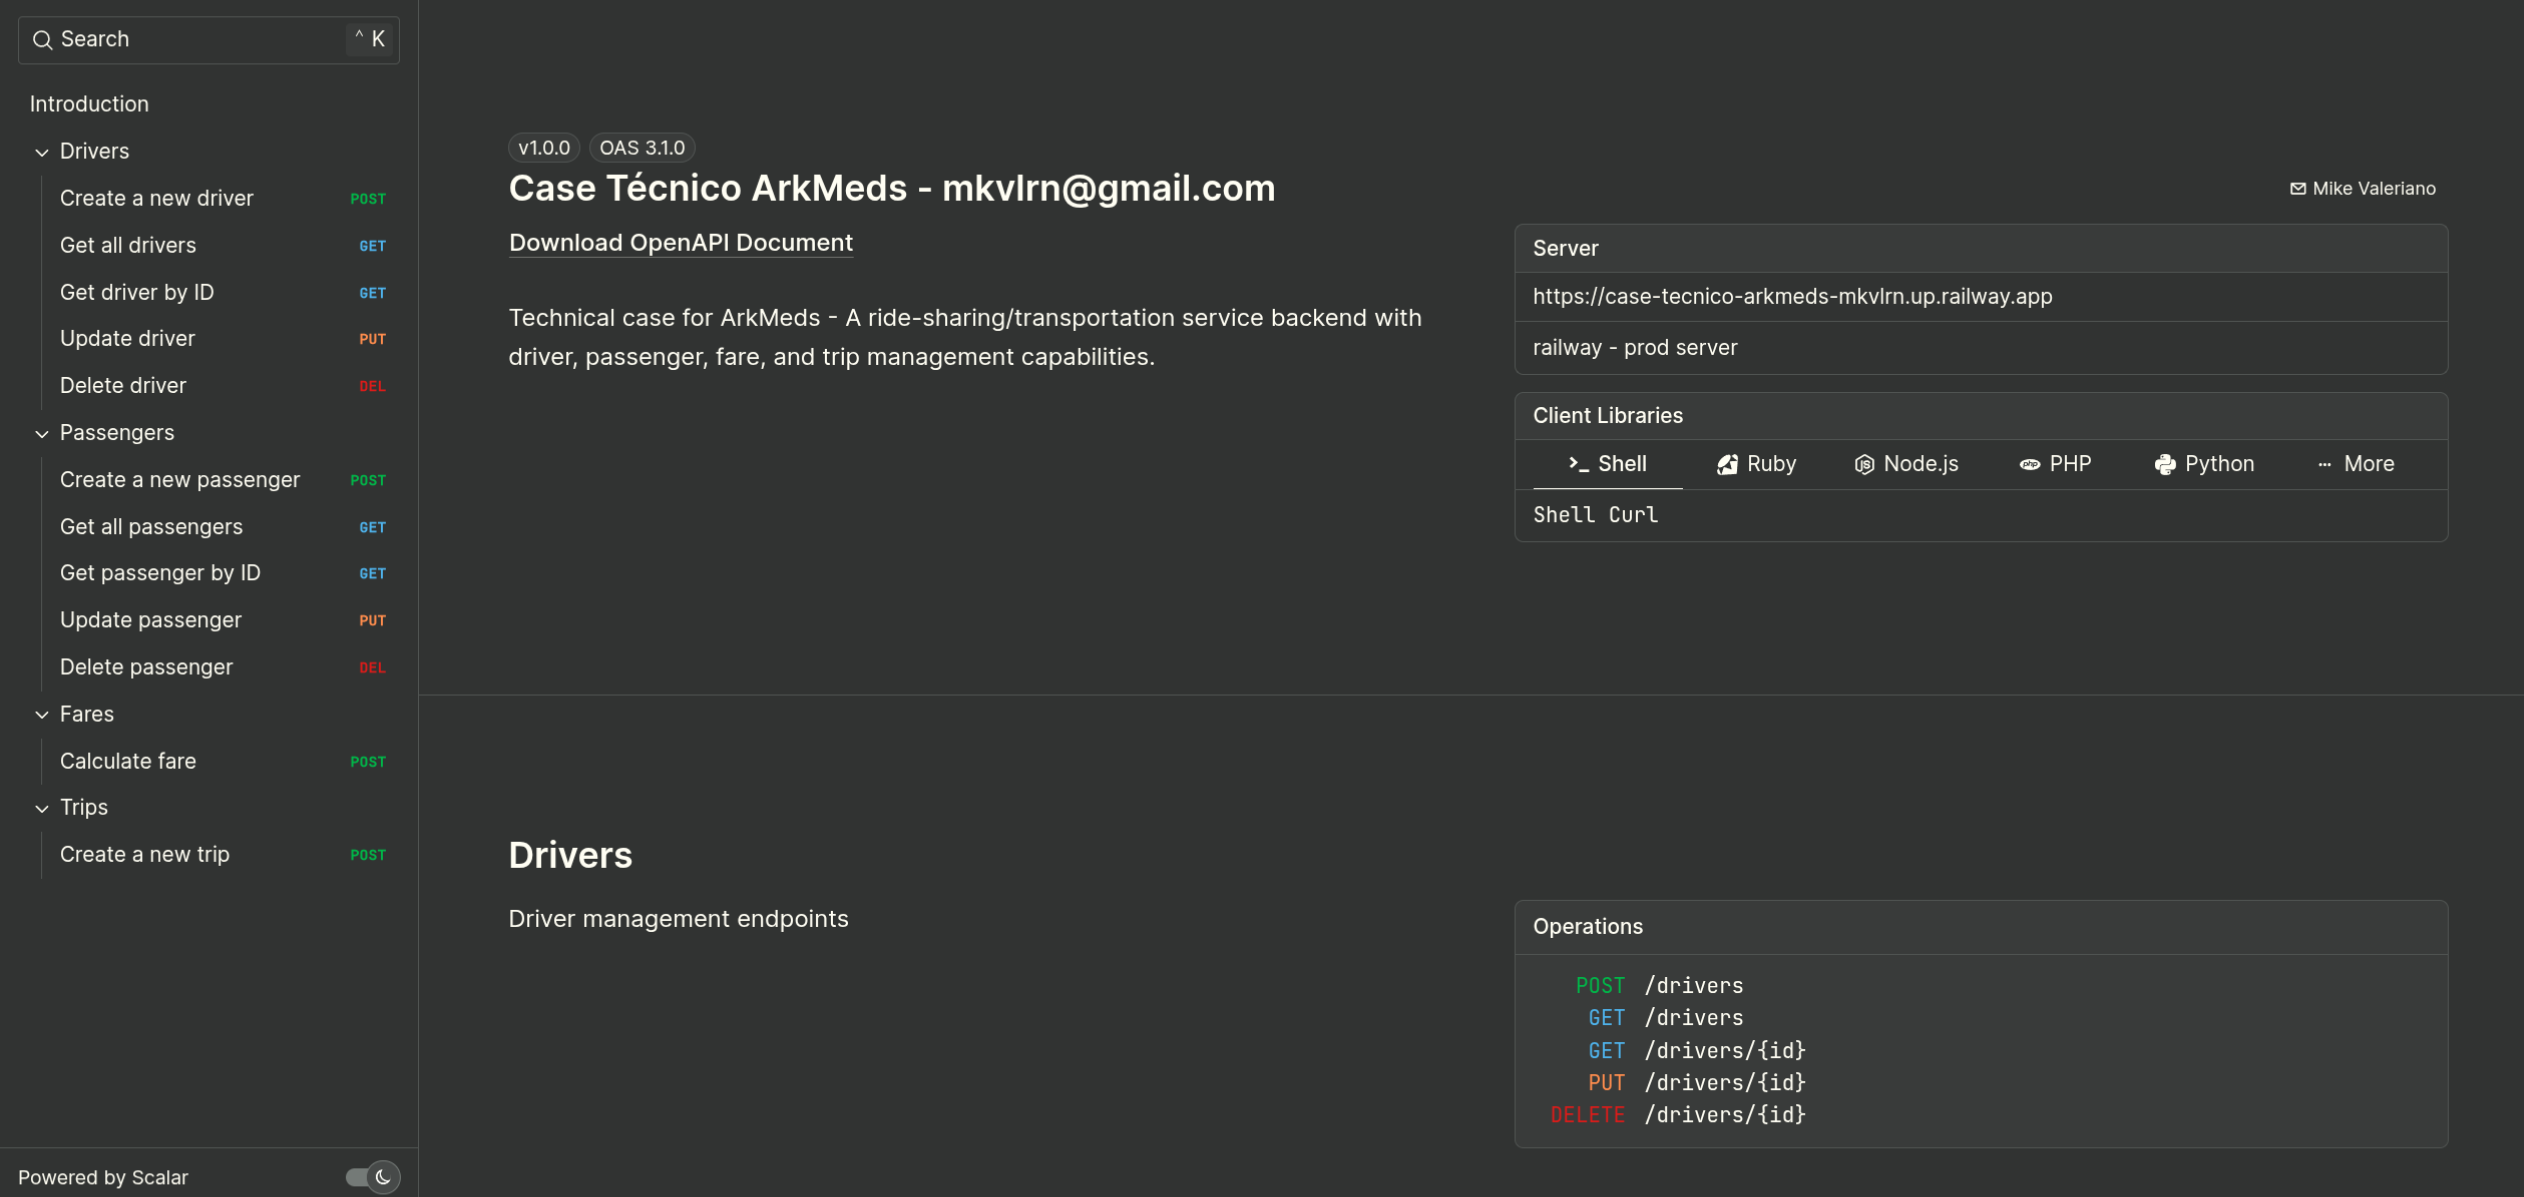 Search
^ K
Introduction
Drivers
Create a new driver POST
Get all drivers GET
Get driver by ID GET
Update driver PUT
Delete driver DEL
Passengers
Create a new passenger POST
Get all passengers GET
Get passenger by ID GET
Update passenger PUT
Delete passenger DEL
Fares
Calculate fare POST
Trips
Create a new trip POST
Powered by Scalar
v1.0.0 OAS 3.1.0
Case Técnico ArkMeds - mkvlrn@gmail.com
Download OpenAPI Document
Technical case for ArkMeds - A ride-sharing/transportation service backend with
driver, passenger, fare, and trip management capabilities.
Mike Valeriano
Server
https://case-tecnico-arkmeds-mkvlrn.up.railway.app
railway - prod server
Client Libraries
Shell Ruby Node.js PHP Python More
Shell Curl
Drivers
Driver management endpoints
Operations
POST /drivers
GET /drivers
GET /drivers/{id}
PUT /drivers/{id}
DELETE /drivers/{id}